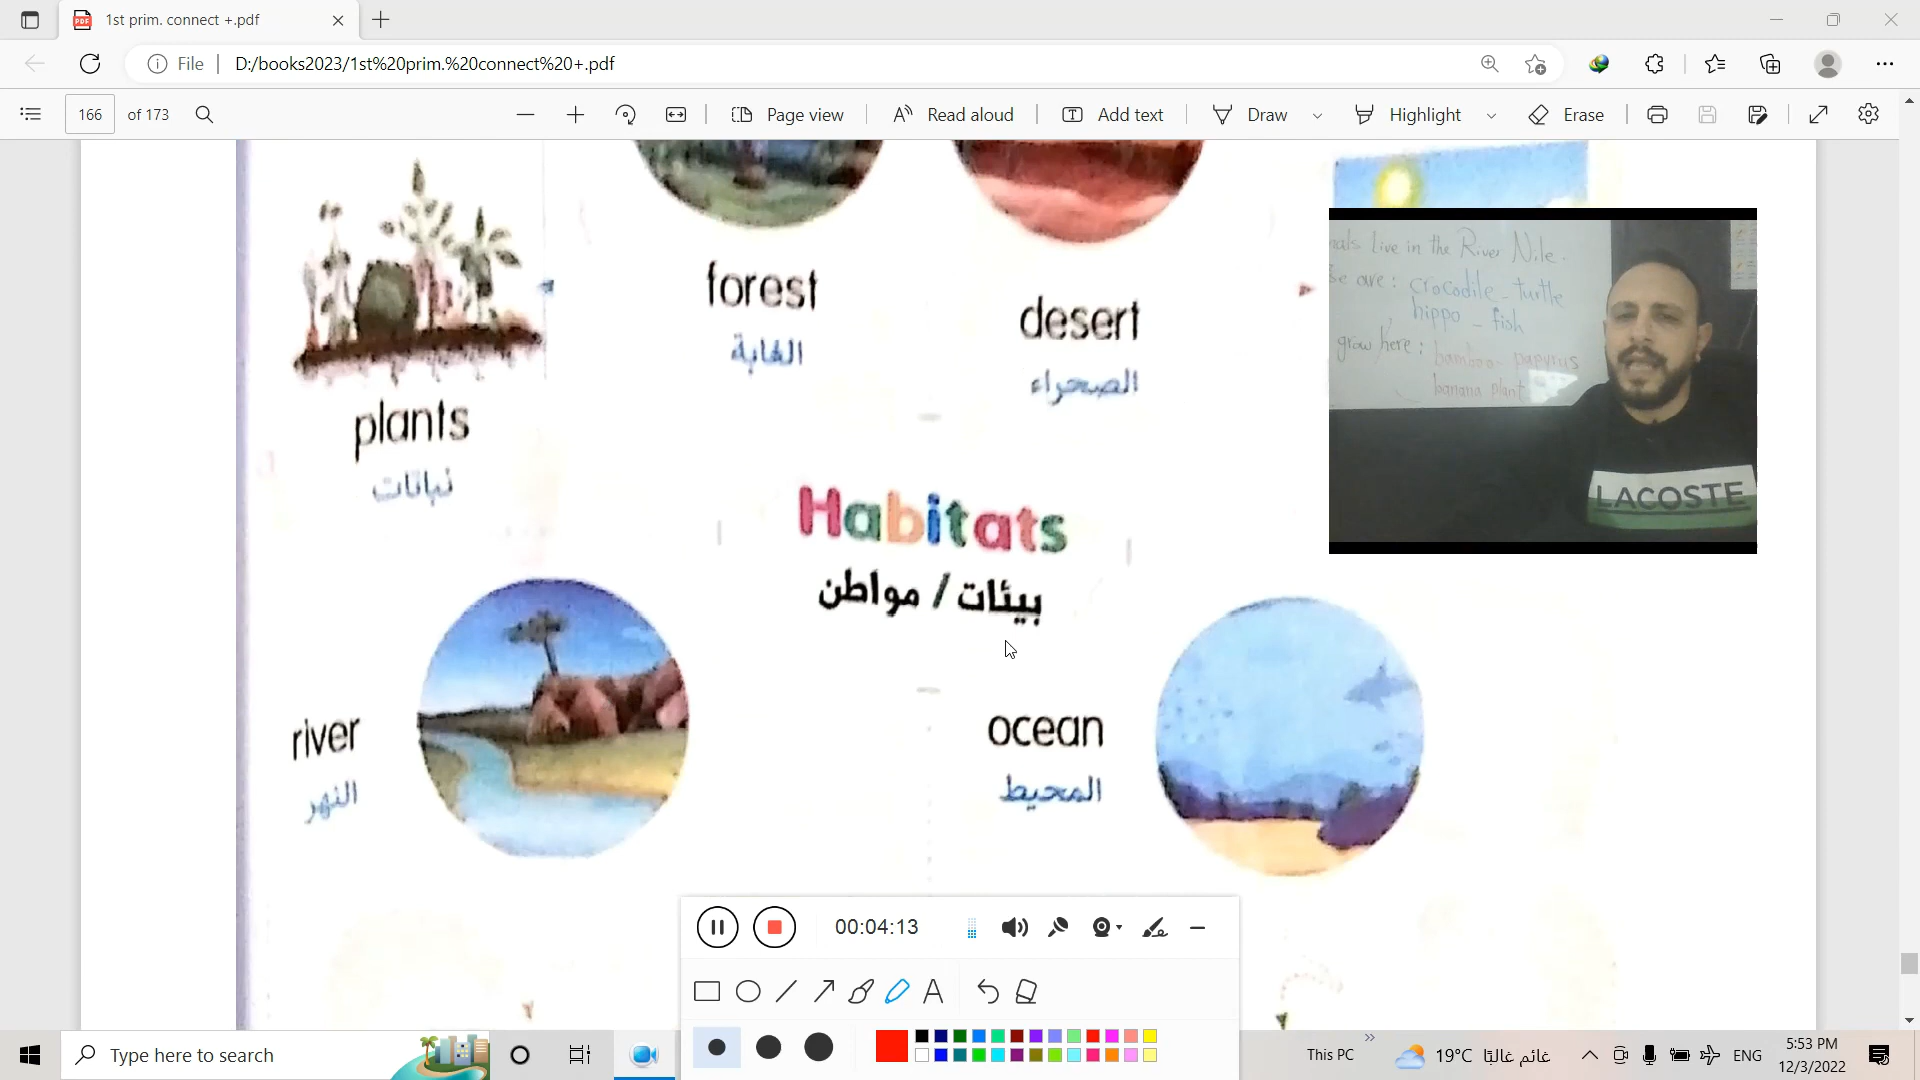 1st prim. connect +.pdf
File
D:/books2023/1st%20prim.%20connect%20+.pdf
166 of 173
Page view
Read aloud
Add text
Draw
Highlight
Erase
forest
الغابة
desert
الصحراء
plants
نباتات
Live in the River Nile.
are: crocodile - turtle
hippo - fish
grow here: bamboo - papyrus
banana plant
LACOSTE
Habitats
بيئات / مواطن
river
النهر
ocean
المحيط
00:04:13
Type here to search
This PC
19°C غائم غالبًا
ENG
5:53 PM
12/3/2022